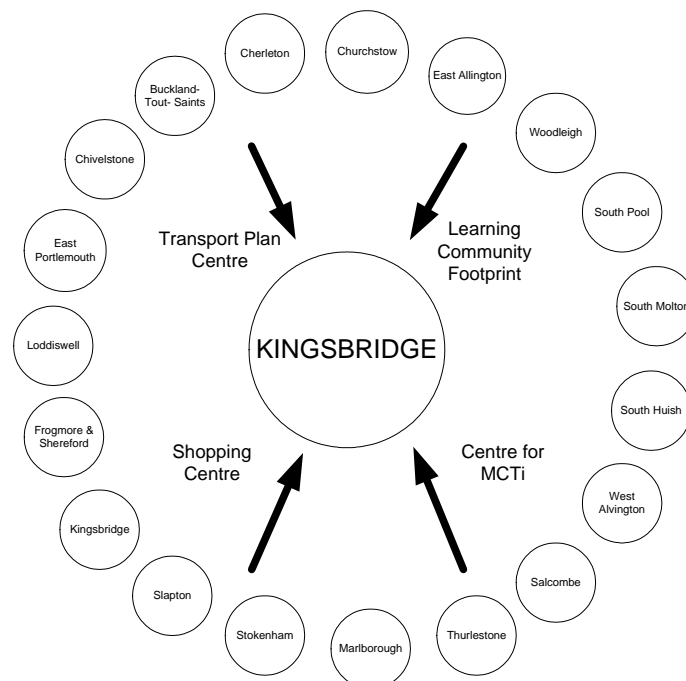 Cherleton
Churchstow
East Allington
Buckland-
Tout- Saints
Woodleigh
Chivelstone
South Pool
Transport Plan
Centre
Learning
Community
Footprint
East
Portlemouth
South Molton
Loddiswell
KINGSBRIDGE
South Huish
Frogmore &
Shereford
Shopping
Centre
Centre for
MCTi
West
Alvington
Kingsbridge
Salcombe
Slapton
Stokenham
Marlborough
Thurlestone